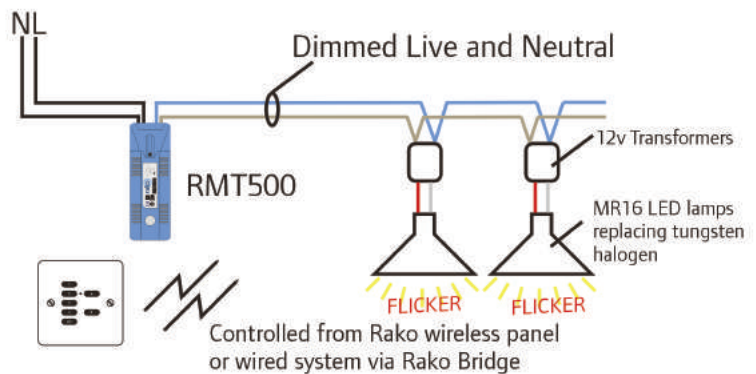 NL
Dimmed Live and Neutral
RMT500
12v Transformers
MR16 LED lamps
replacing tungsten
halogen
FLICKER
FLICKER
Controlled from Rako wireless panel
or wired system via Rako Bridge